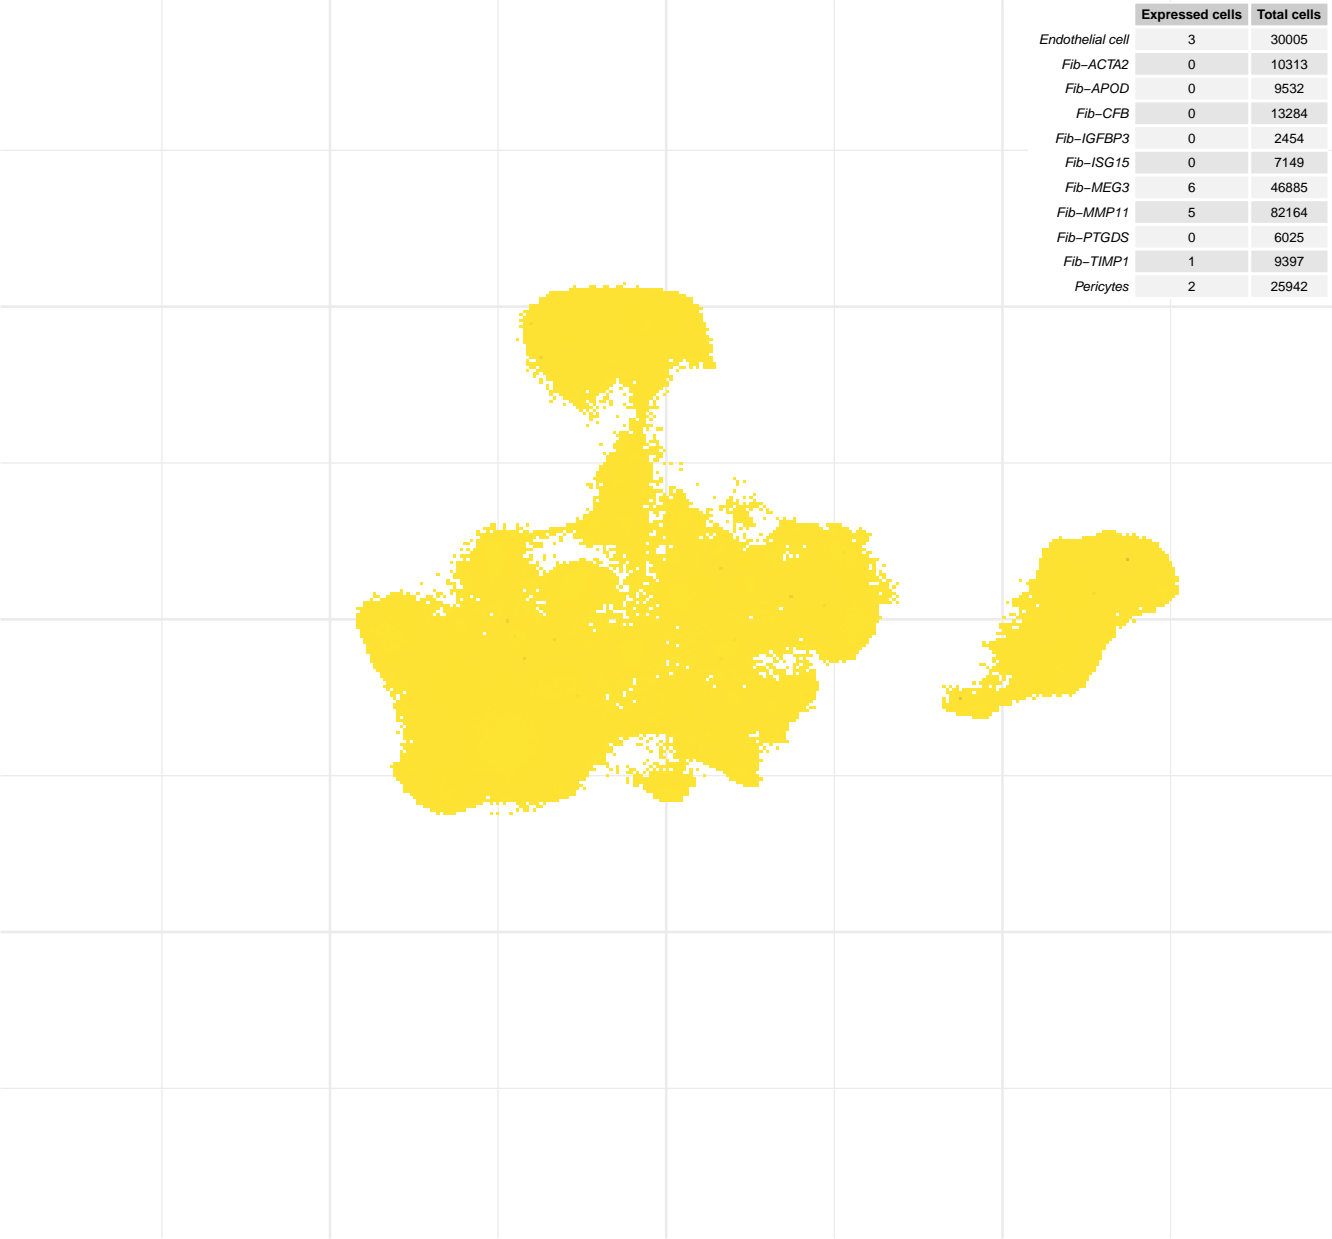 Expressed cells Total cells
Endothelial cell 3 30005
Fib−ACTA2 0 10313
Fib−APOD 0 9532
Fib−CFB 0 13284
Fib−IGFBP3 0 2454
Fib−ISG15 0 7149
Fib−MEG3 6 46885
Fib−MMP11 5 82164
Fib−PTGDS 0 6025
Fib−TIMP1 1 9397
Pericytes 2 25942